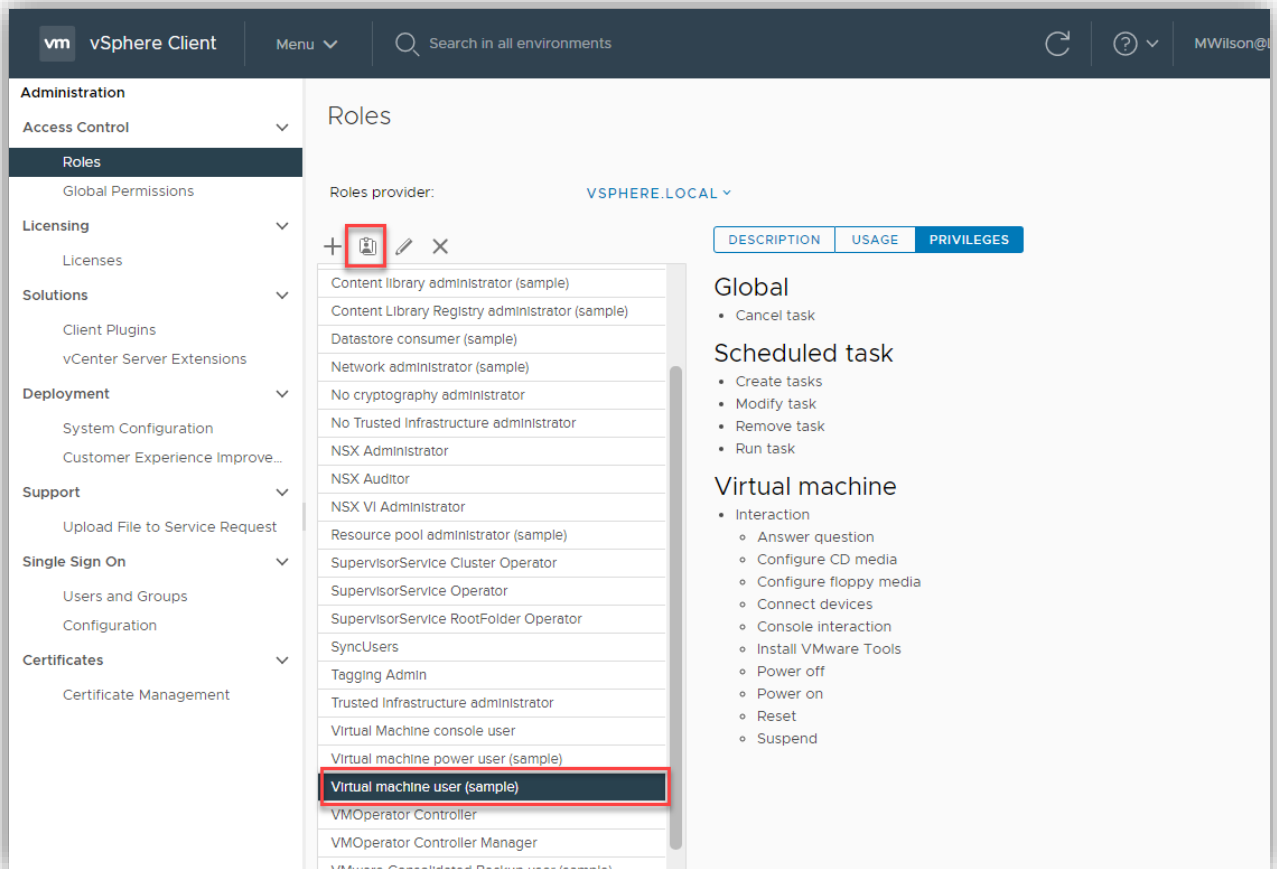 vm vSphere Client Menu Search in all environments ? MWilson@
Administration
Access Control
Roles
Global Permissions
Licensing
Licenses
Solutions
Client Plugins
vCenter Server Extensions
Deployment
System Configuration
Customer Experience Improve...
Support
Upload File to Service Request
Single Sign On
Users and Groups
Configuration
Certificates
Certificate Management
Roles
Roles provider: VSPHERE.LOCAL
Content library administrator (sample)
Content Library Registry administrator (sample)
Datastore consumer (sample)
Network administrator (sample)
No cryptography administrator
No Trusted Infrastructure administrator
NSX Administrator
NSX Auditor
NSX VI Administrator
Resource pool administrator (sample)
SupervisorService Cluster Operator
SupervisorService Operator
SupervisorService RootFolder Operator
SyncUsers
Tagging Admin
Trusted Infrastructure administrator
Virtual Machine console user
Virtual machine power user (sample)
Virtual machine user (sample)
VMOperator Controller
VMOperator Controller Manager
VMware Consolidated Backup user (sample)
DESCRIPTION USAGE PRIVILEGES
Global
• Cancel task
Scheduled task
• Create tasks
• Modify task
• Remove task
• Run task
Virtual machine
• Interaction
Answer question
Configure CD media
Configure floppy media
Connect devices
Console interaction
Install VMware Tools
Power off
Power on
Reset
Suspend